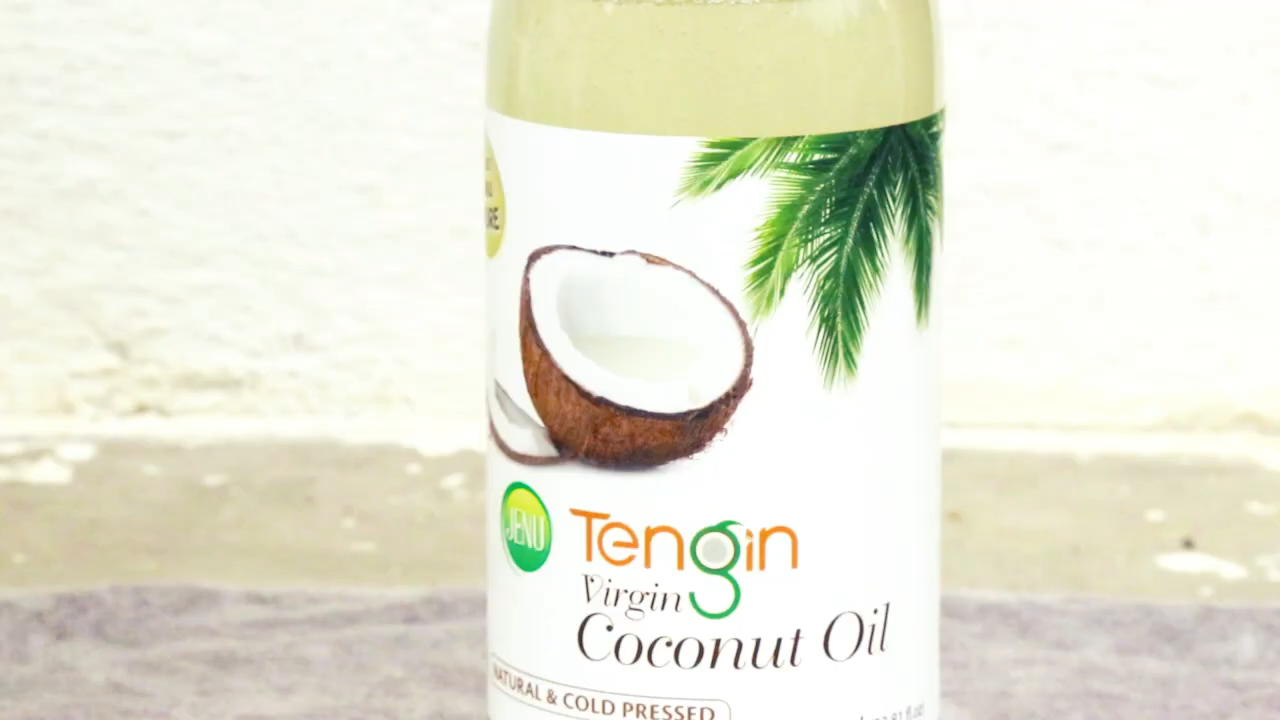 JENU
Tengin
Virgin
Coconut Oil
NATURAL & COLD PRESSED